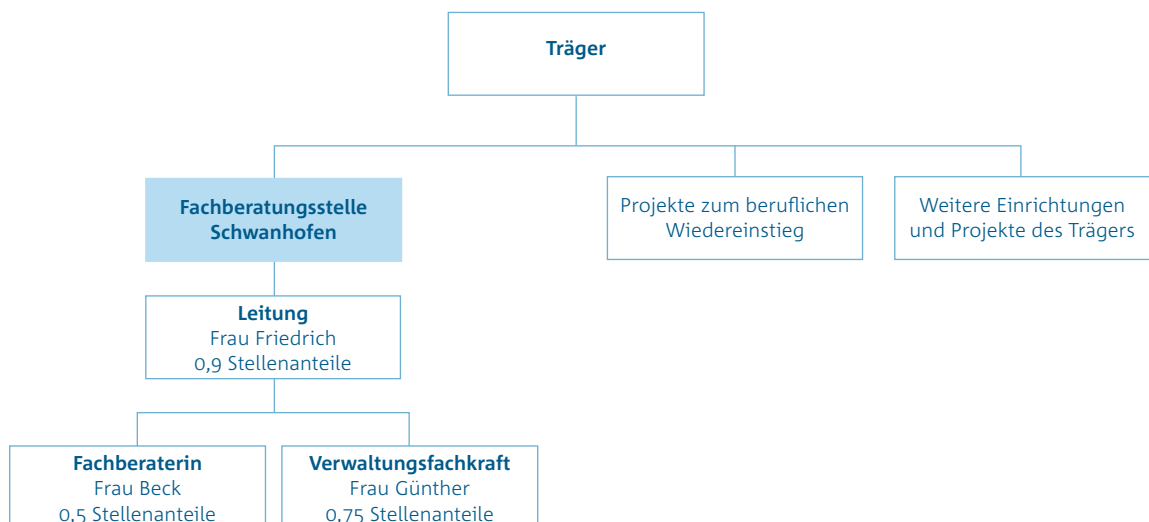 Träger
Fachberatungsstelle
Schwanhofen
Projekte zum beruflichen
Wiedereinstieg
Weitere Einrichtungen
und Projekte des Trägers
Leitung
Frau Friedrich
0,9 Stellenanteile
Fachberaterin
Frau Beck
0,5 Stellenanteile
Verwaltungsfachkraft
Frau Günther
0,75 Stellenanteile